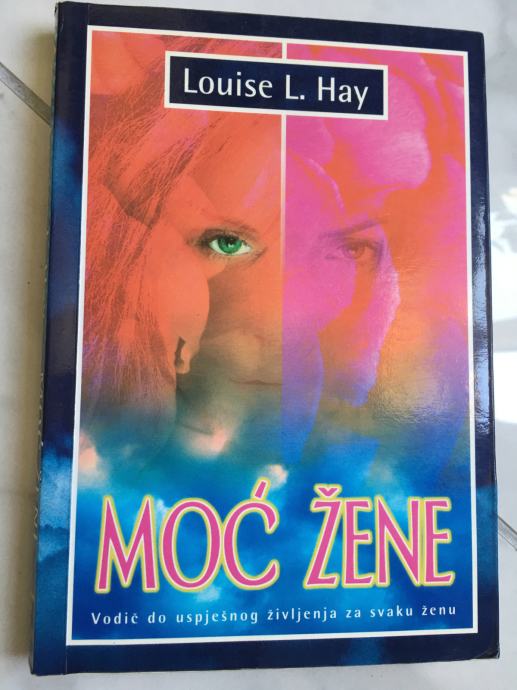 Louise L. Hay
MOĆ ŽENE
Vodič do uspješnog življenja za svaku ženu